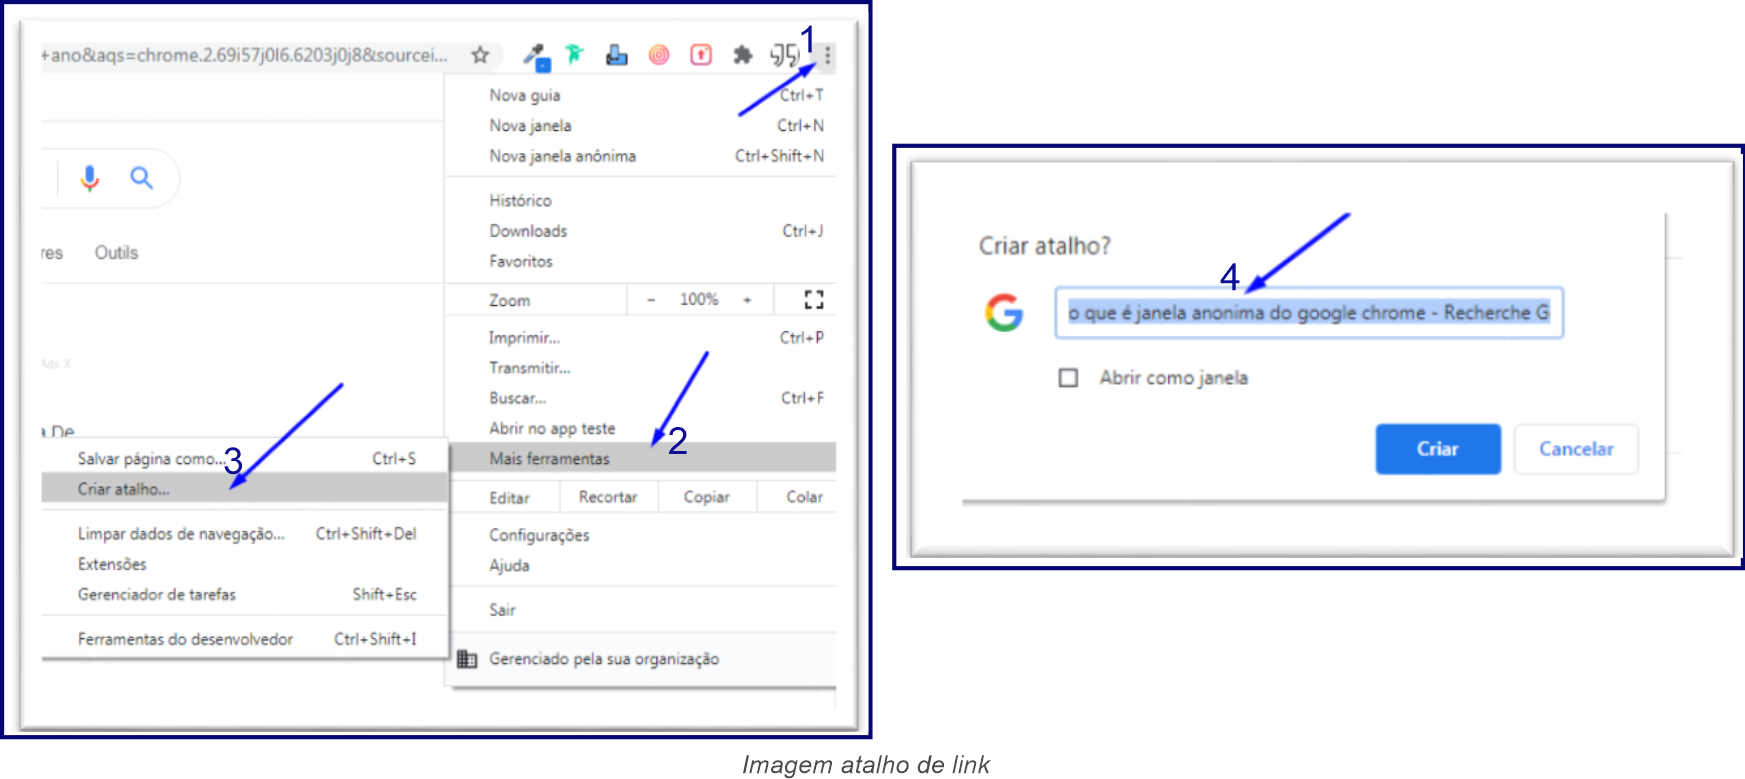 +ano&aqs=chrome.2.69i57j0l6.6203j0j8&sourcei...
1
Nova guia Ctrl+T
Nova janela Ctrl+N
Nova janela anônima Ctrl+Shift+N
Histórico
Downloads Ctrl+J
Favoritos
Zoom - 100% +
Imprimir... Ctrl+P
Transmitir...
Buscar... Ctrl+F
Abrir no app teste
2
Mais ferramentas
Editar Recortar Copiar Colar
Configurações
Ajuda
Sair
Gerenciado pela sua organização
res Outils
Ads X
a De
Salvar página como... Ctrl+S
3
Criar atalho...
Limpar dados de navegação... Ctrl+Shift+Del
Extensões
Gerenciador de tarefas Shift+Esc
Ferramentas do desenvolvedor Ctrl+Shift+I
Criar atalho?
4
G
o que é janela anonima do google chrome - Recherche G
Abrir como janela
Criar Cancelar
Imagem atalho de link